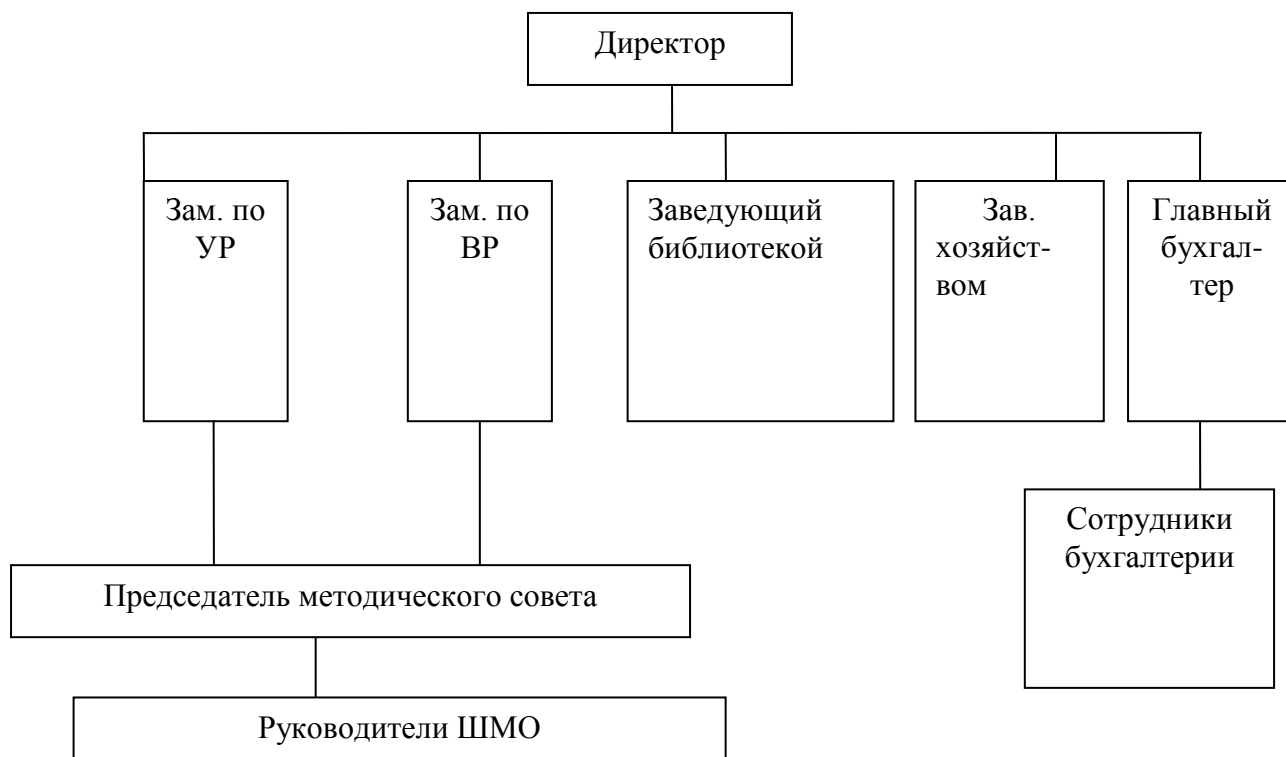 Директор
Зам. по
УР
Зам. по
ВР
Заведующий
библиотекой
Зав.
хозяйст-
вом
Главный
бухгал-
тер
Сотрудники
бухгалтерии
Председатель методического совета
Руководители ШМО